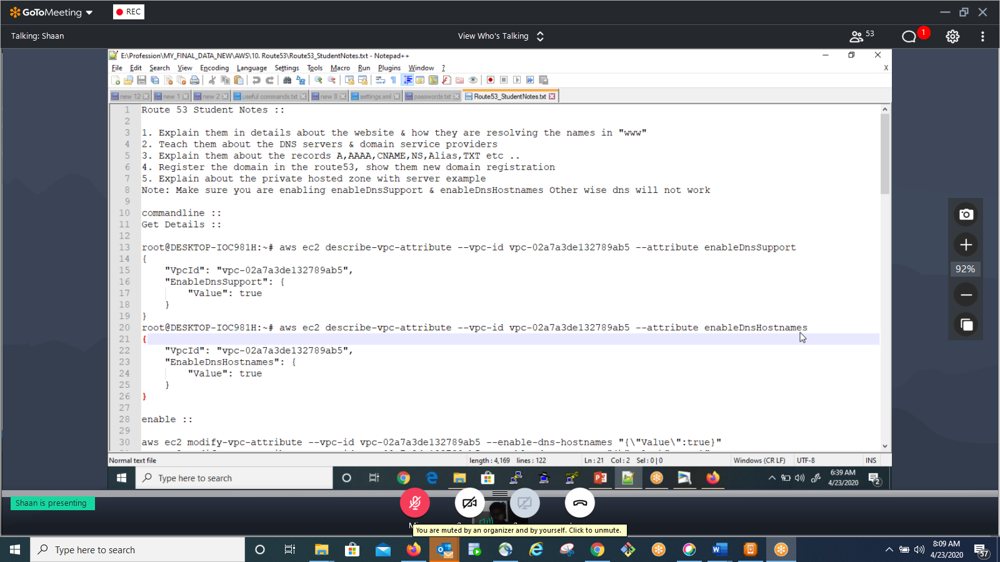 GoToMeeting
REC
Talking: Shaan
View Who's Talking
53
1
E:\Profession\MY_FINAL_DATA_NEW\AWS\10. Route53\Route53_StudentNotes.txt - Notepad++
File Edit Search View Encoding Language Settings Tools Macro Run Plugins Window ?
X
new 12 new 1 new 2 useful commands.txt new 8 settings.xml passwords.txt Route53_StudentNotes.txt
1 Route 53 Student Notes ::
2
3 1. Explain them in details about the website & how they are resolving the names in "www"
4 2. Teach them about the DNS servers & domain service providers
5 3. Explain them about the records A,AAAA,CNAME,NS,Alias,TXT etc ..
6 4. Register the domain in the route53, show them new domain registration
7 5. Explain about the private hosted zone with server example
8 Note: Make sure you are enabling enableDnsSupport & enableDnsHostnames Other wise dns will not work
9
10 commandline ::
11 Get Details ::
12
13 root@DESKTOP-IOC981H:~# aws ec2 describe-vpc-attribute --vpc-id vpc-02a7a3de132789ab5 --attribute enableDnsSupport
14 {
15 "VpcId": "vpc-02a7a3de132789ab5",
16 "EnableDnsSupport": {
17 "Value": true
18 }
19 }
20 root@DESKTOP-IOC981H:~# aws ec2 describe-vpc-attribute --vpc-id vpc-02a7a3de132789ab5 --attribute enableDnsHostnames
21 {
22 "VpcId": "vpc-02a7a3de132789ab5",
23 "EnableDnsHostnames": {
24 "Value": true
25 }
26 }
27
28 enable ::
29
30 aws ec2 modify-vpc-attribute --vpc-id vpc-02a7a3de132789ab5 --enable-dns-hostnames "{\"Value\":true}"
92%
Normal text file length : 4,169 lines : 122 Ln : 21 Col : 2 Sel : 0 | 0 Windows (CR LF) UTF-8 INS
Type here to search
6:39 AM
4/23/2020
2
Shaan is presenting
You are muted by an organizer and by yourself. Click to unmute.
Type here to search
8:09 AM
4/23/2020
57